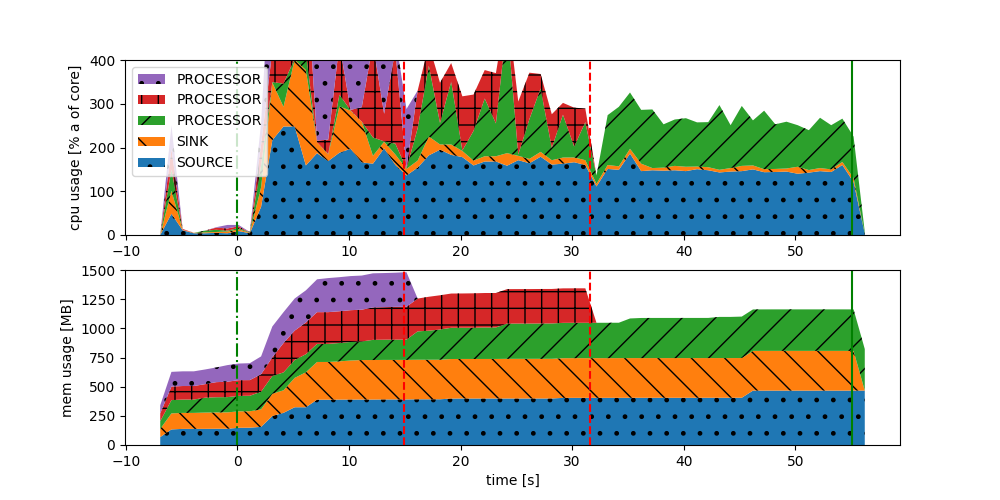 cpu usage [% a of core]
400
300
200
100
0
PROCESSOR
PROCESSOR
PROCESSOR
SINK
SOURCE
−10 0 10 20 30 40 50
mem usage [MB]
1500
1250
1000
750
500
250
0
−10 0 10 20 30 40 50
time [s]